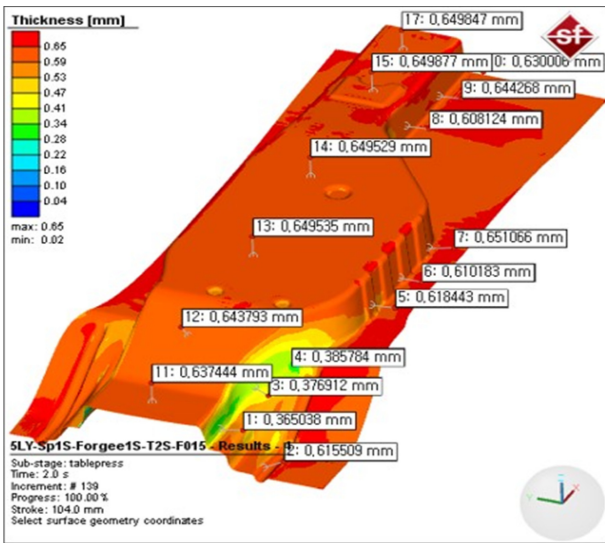 Thickness [mm]
0.65
0.59
0.53
0.47
0.41
0.34
0.28
0.22
0.16
0.10
0.04
max: 0.65
min: 0.02
17: 0,649847 mm
sf
15: 0,649877 mm
0: 0,630006 mm
9: 0,644268 mm
8: 0,608124 mm
14: 0,649529 mm
13: 0,649535 mm
7: 0,651066 mm
6: 0,610183 mm
5: 0,618443 mm
12: 0,643793 mm
4: 0,385784 mm
11: 0,637444 mm
3: 0,376912 mm
1: 0,365038 mm
2: 0,615509 mm
5LY-Sp1S-Forgee1S-T2S-F015 - Results -
Sub-stage: tablepress
Time: 2.0 s
Increment: # 139
Progress: 100.00%
Stroke: 104.0 mm
Select surface geometry coordinates